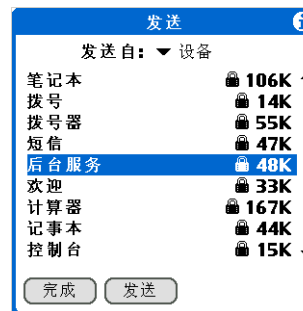 发送
发送自: 设备
笔记本 106K
拨号 14K
拨号器 55K
短信 47K
后台服务 48K
欢迎 33K
计算器 167K
记事本 44K
控制台 15K
完成 发送